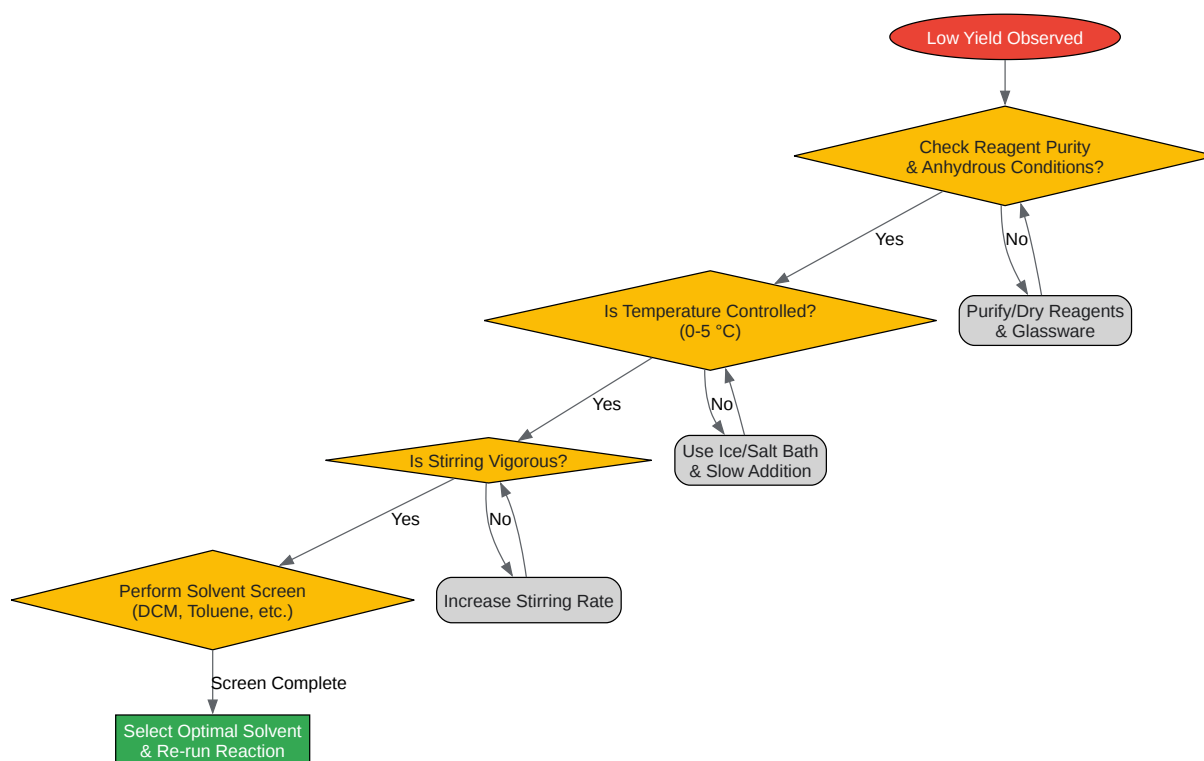 Low Yield Observed
Check Reagent Purity
& Anhydrous Conditions?
Yes
No
Is Temperature Controlled?
(0-5 °C)
Purify/Dry Reagents
& Glassware
Yes
No
Is Stirring Vigorous?
Use Ice/Salt Bath
& Slow Addition
Yes
No
Perform Solvent Screen
(DCM, Toluene, etc.)
Increase Stirring Rate
Screen Complete
Select Optimal Solvent
& Re-run Reaction